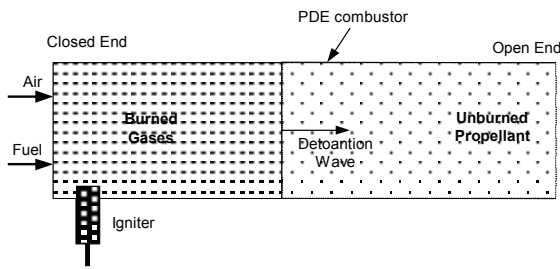 PDE combustor
Closed End
Open End
Air
Burned
Gases
Unburned
Propellant
Fuel
Detoantion
Wave
Igniter